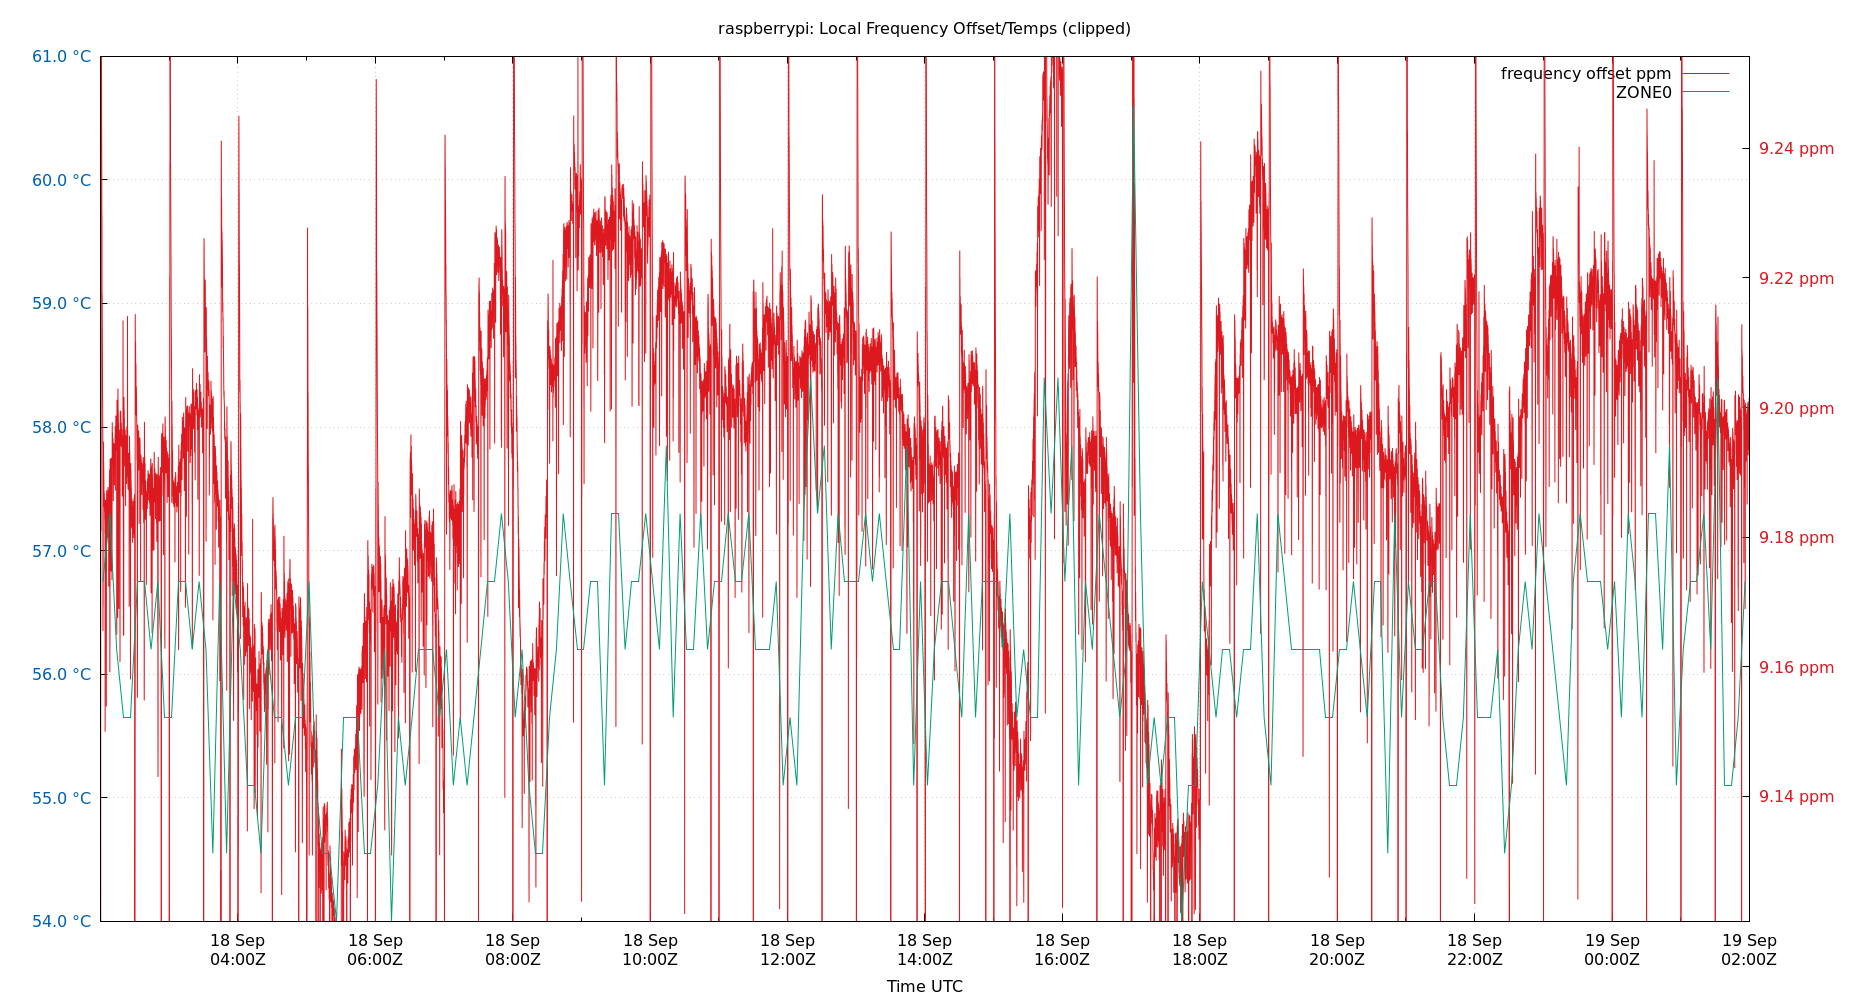 raspberrypi: Local Frequency Offset/Temps (clipped)
61.0 °C
60.0 °C
59.0 °C
58.0 °C
57.0 °C
56.0 °C
55.0 °C
54.0 °C
frequency offset ppm
ZONE0
9.24 ppm
9.22 ppm
9.20 ppm
9.18 ppm
9.16 ppm
9.14 ppm
18 Sep 18 Sep 18 Sep 18 Sep 18 Sep 18 Sep 18 Sep 18 Sep 18 Sep 18 Sep 19 Sep 19 Sep
04:00Z 06:00Z 08:00Z 10:00Z 12:00Z 14:00Z 16:00Z 18:00Z 20:00Z 22:00Z 00:00Z 02:00Z
Time UTC